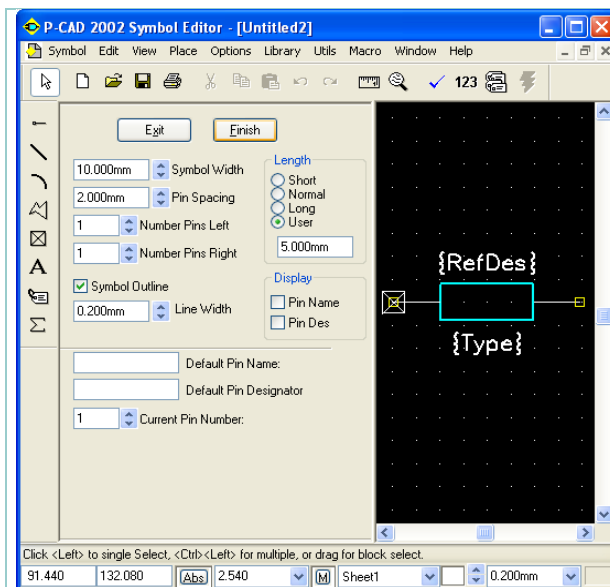 P-CAD 2002 Symbol Editor - [Untitled2]
Symbol Edit View Place Options Library Utils Macro Window Help
123
A
Σ
Exit Finish
10.000mm Symbol Width
2.000mm Pin Spacing
1 Number Pins Left
1 Number Pins Right
Length
Short
Normal
Long
User
5.000mm
Symbol Outline
0.200mm Line Width
Display
Pin Name
Pin Des
Default Pin Name:
Default Pin Designator
1 Current Pin Number:
{RefDes}
{Type}
Click <Left> to single Select, <Ctrl><Left> for multiple, or drag for block select.
91.440 132.080 Abs 2.540 M Sheet1 0.200mm